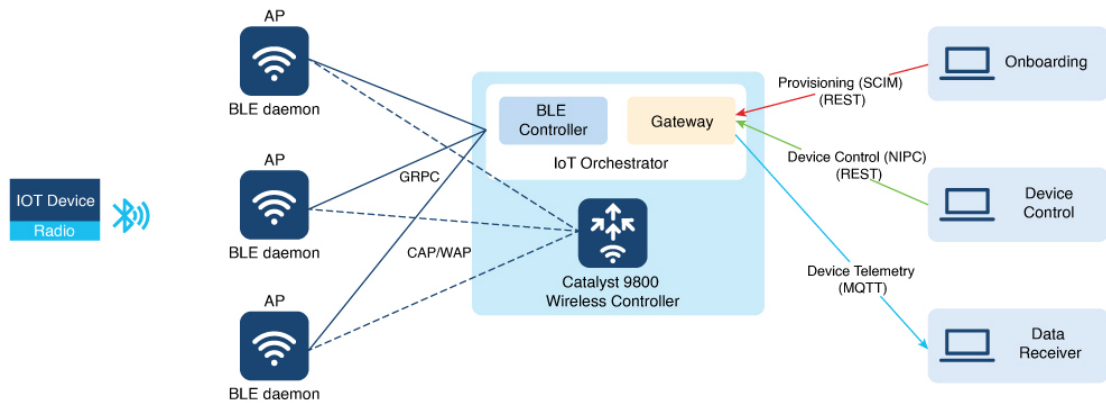 AP
BLE daemon
AP
BLE daemon
AP
BLE daemon
IOT Device
Radio
GRPC
CAP/WAP
BLE
Controller
Gateway
IoT Orchestrator
Catalyst 9800
Wireless Controller
Provisioning (SCIM)
(REST)
Device Control (NIPC)
(REST)
Device Telemetry
(MQTT)
Onboarding
Device
Control
Data
Receiver